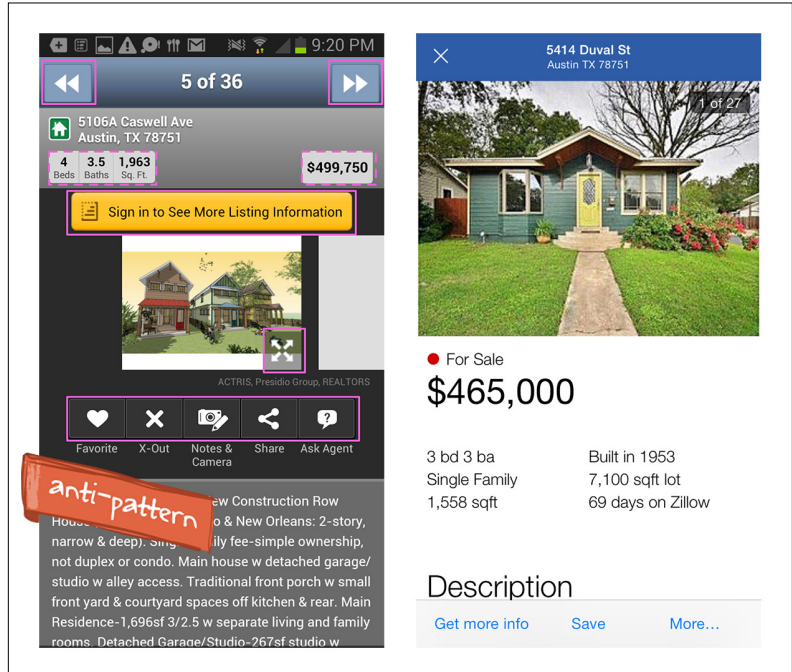 9:20 PM
5 of 36
5106A Caswell Ave
Austin, TX 78751
4 3.5 1,963
Beds Baths Sq. Ft.
$499,750
Sign in to See More Listing Information
ACTRIS, Presidio Group, REALTORS
Favorite X-Out Notes & Camera Share Ask Agent
anti-pattern
ew Construction Row
House o & New Orleans: 2-story,
narrow & deep). Sing ily fee-simple ownership,
not duplex or condo. Main house w detached garage/
studio w alley access. Traditional front porch w small
front yard & courtyard spaces off kitchen & rear. Main
Residence-1,696sf 3/2.5 w separate living and family
rooms. Detached Garage/Studio-267sf studio w
5414 Duval St
Austin TX 78751
1 of 27
For Sale
$465,000
3 bd 3 ba Built in 1953
Single Family 7,100 sqft lot
1,558 sqft 69 days on Zillow
Description
Get more info Save More...